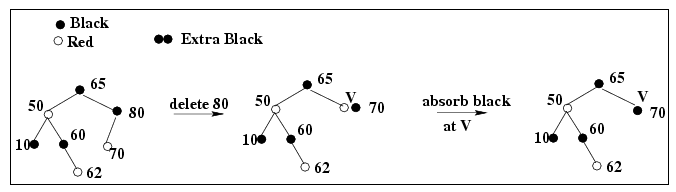 Black
Red
Extra Black
65
50
80
10
60
70
62
delete 80
65
50
V
70
10
60
62
absorb black
at V
65
50
V
70
10
60
62